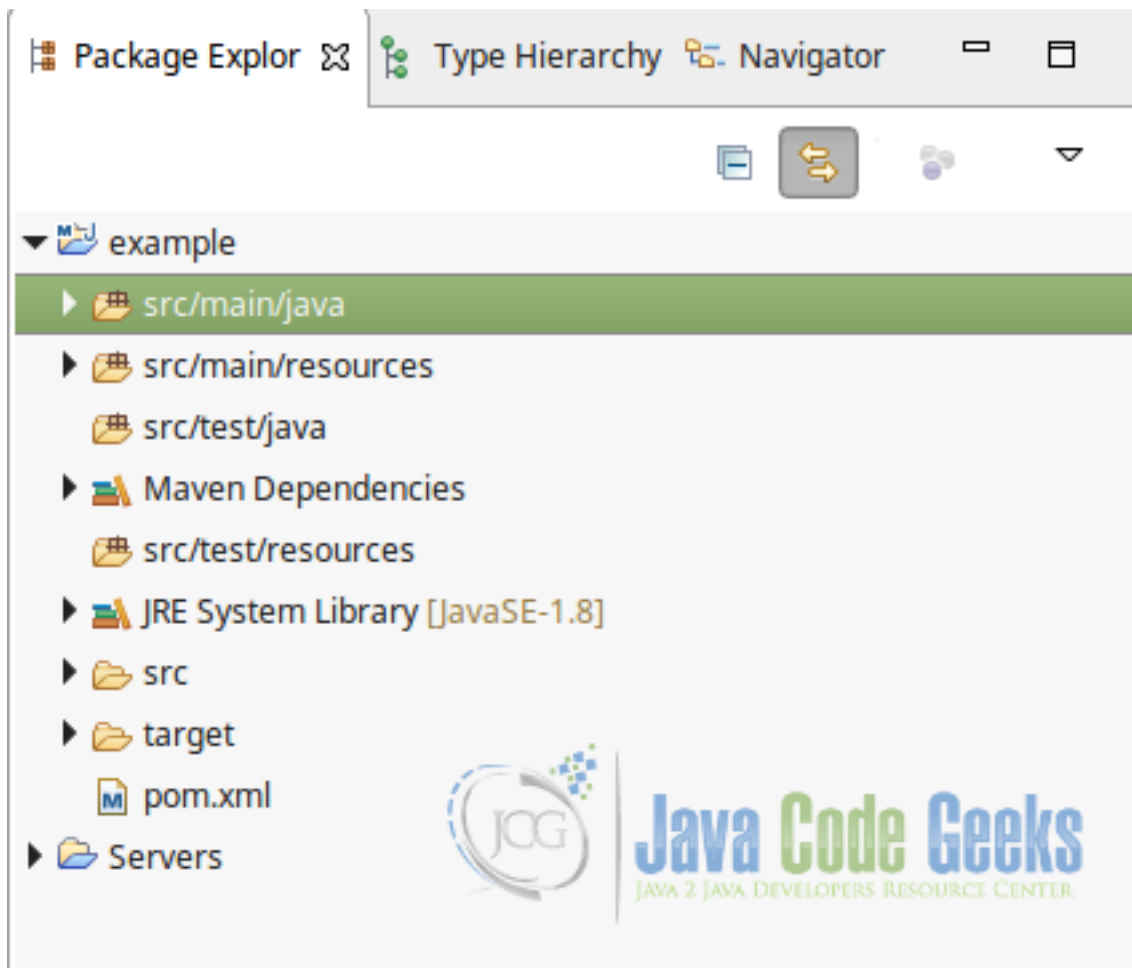 Package Explor Type Hierarchy Navigator
example
src/main/java
src/main/resources
src/test/java
Maven Dependencies
src/test/resources
JRE System Library [JavaSE-1.8]
src
target
pom.xml
Servers
JCG
Java Code Geeks
JAVA 2 JAVA DEVELOPERS RESOURCE CENTER